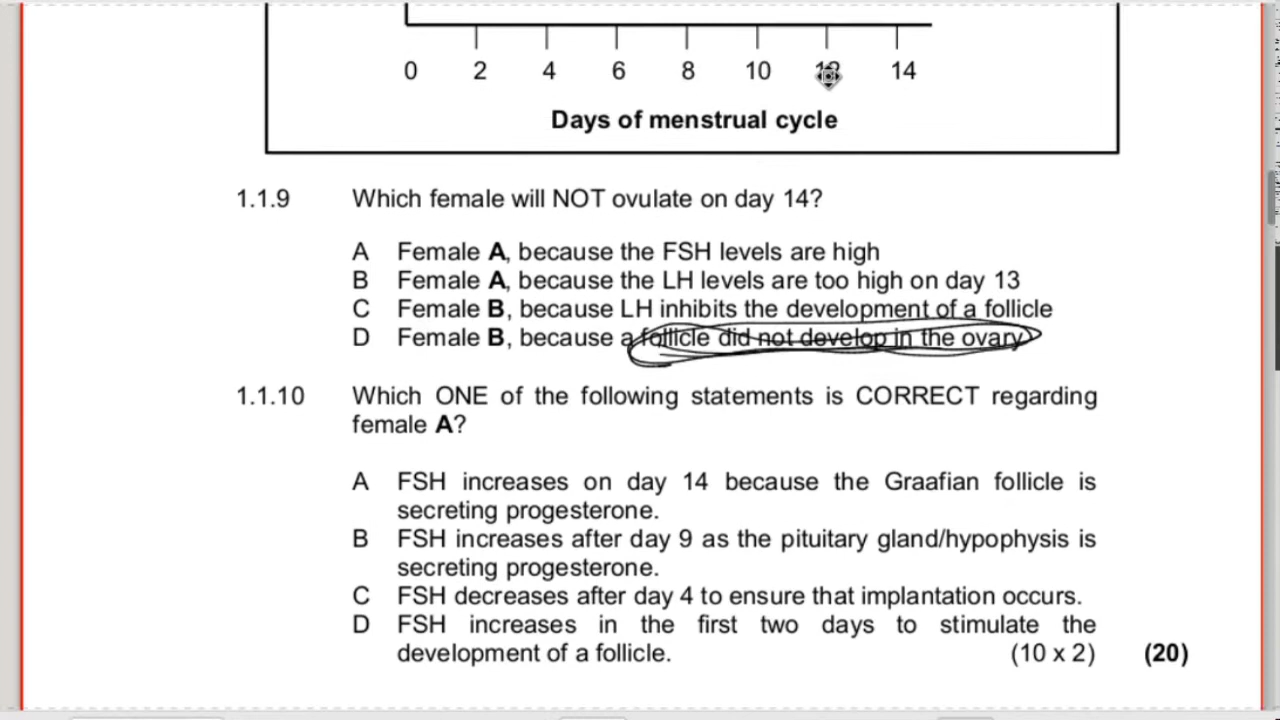 0 2 4 6 8 10 12 14
Days of menstrual cycle
1.1.9 Which female will NOT ovulate on day 14?
A Female A, because the FSH levels are high
B Female A, because the LH levels are too high on day 13
C Female B, because LH inhibits the development of a follicle
D Female B, because a follicle did not develop in the ovary
1.1.10 Which ONE of the following statements is CORRECT regarding
female A?
A FSH increases on day 14 because the Graafian follicle is
secreting progesterone.
B FSH increases after day 9 as the pituitary gland/hypophysis is
secreting progesterone.
C FSH decreases after day 4 to ensure that implantation occurs.
D FSH increases in the first two days to stimulate the
development of a follicle. (10 x 2) (20)